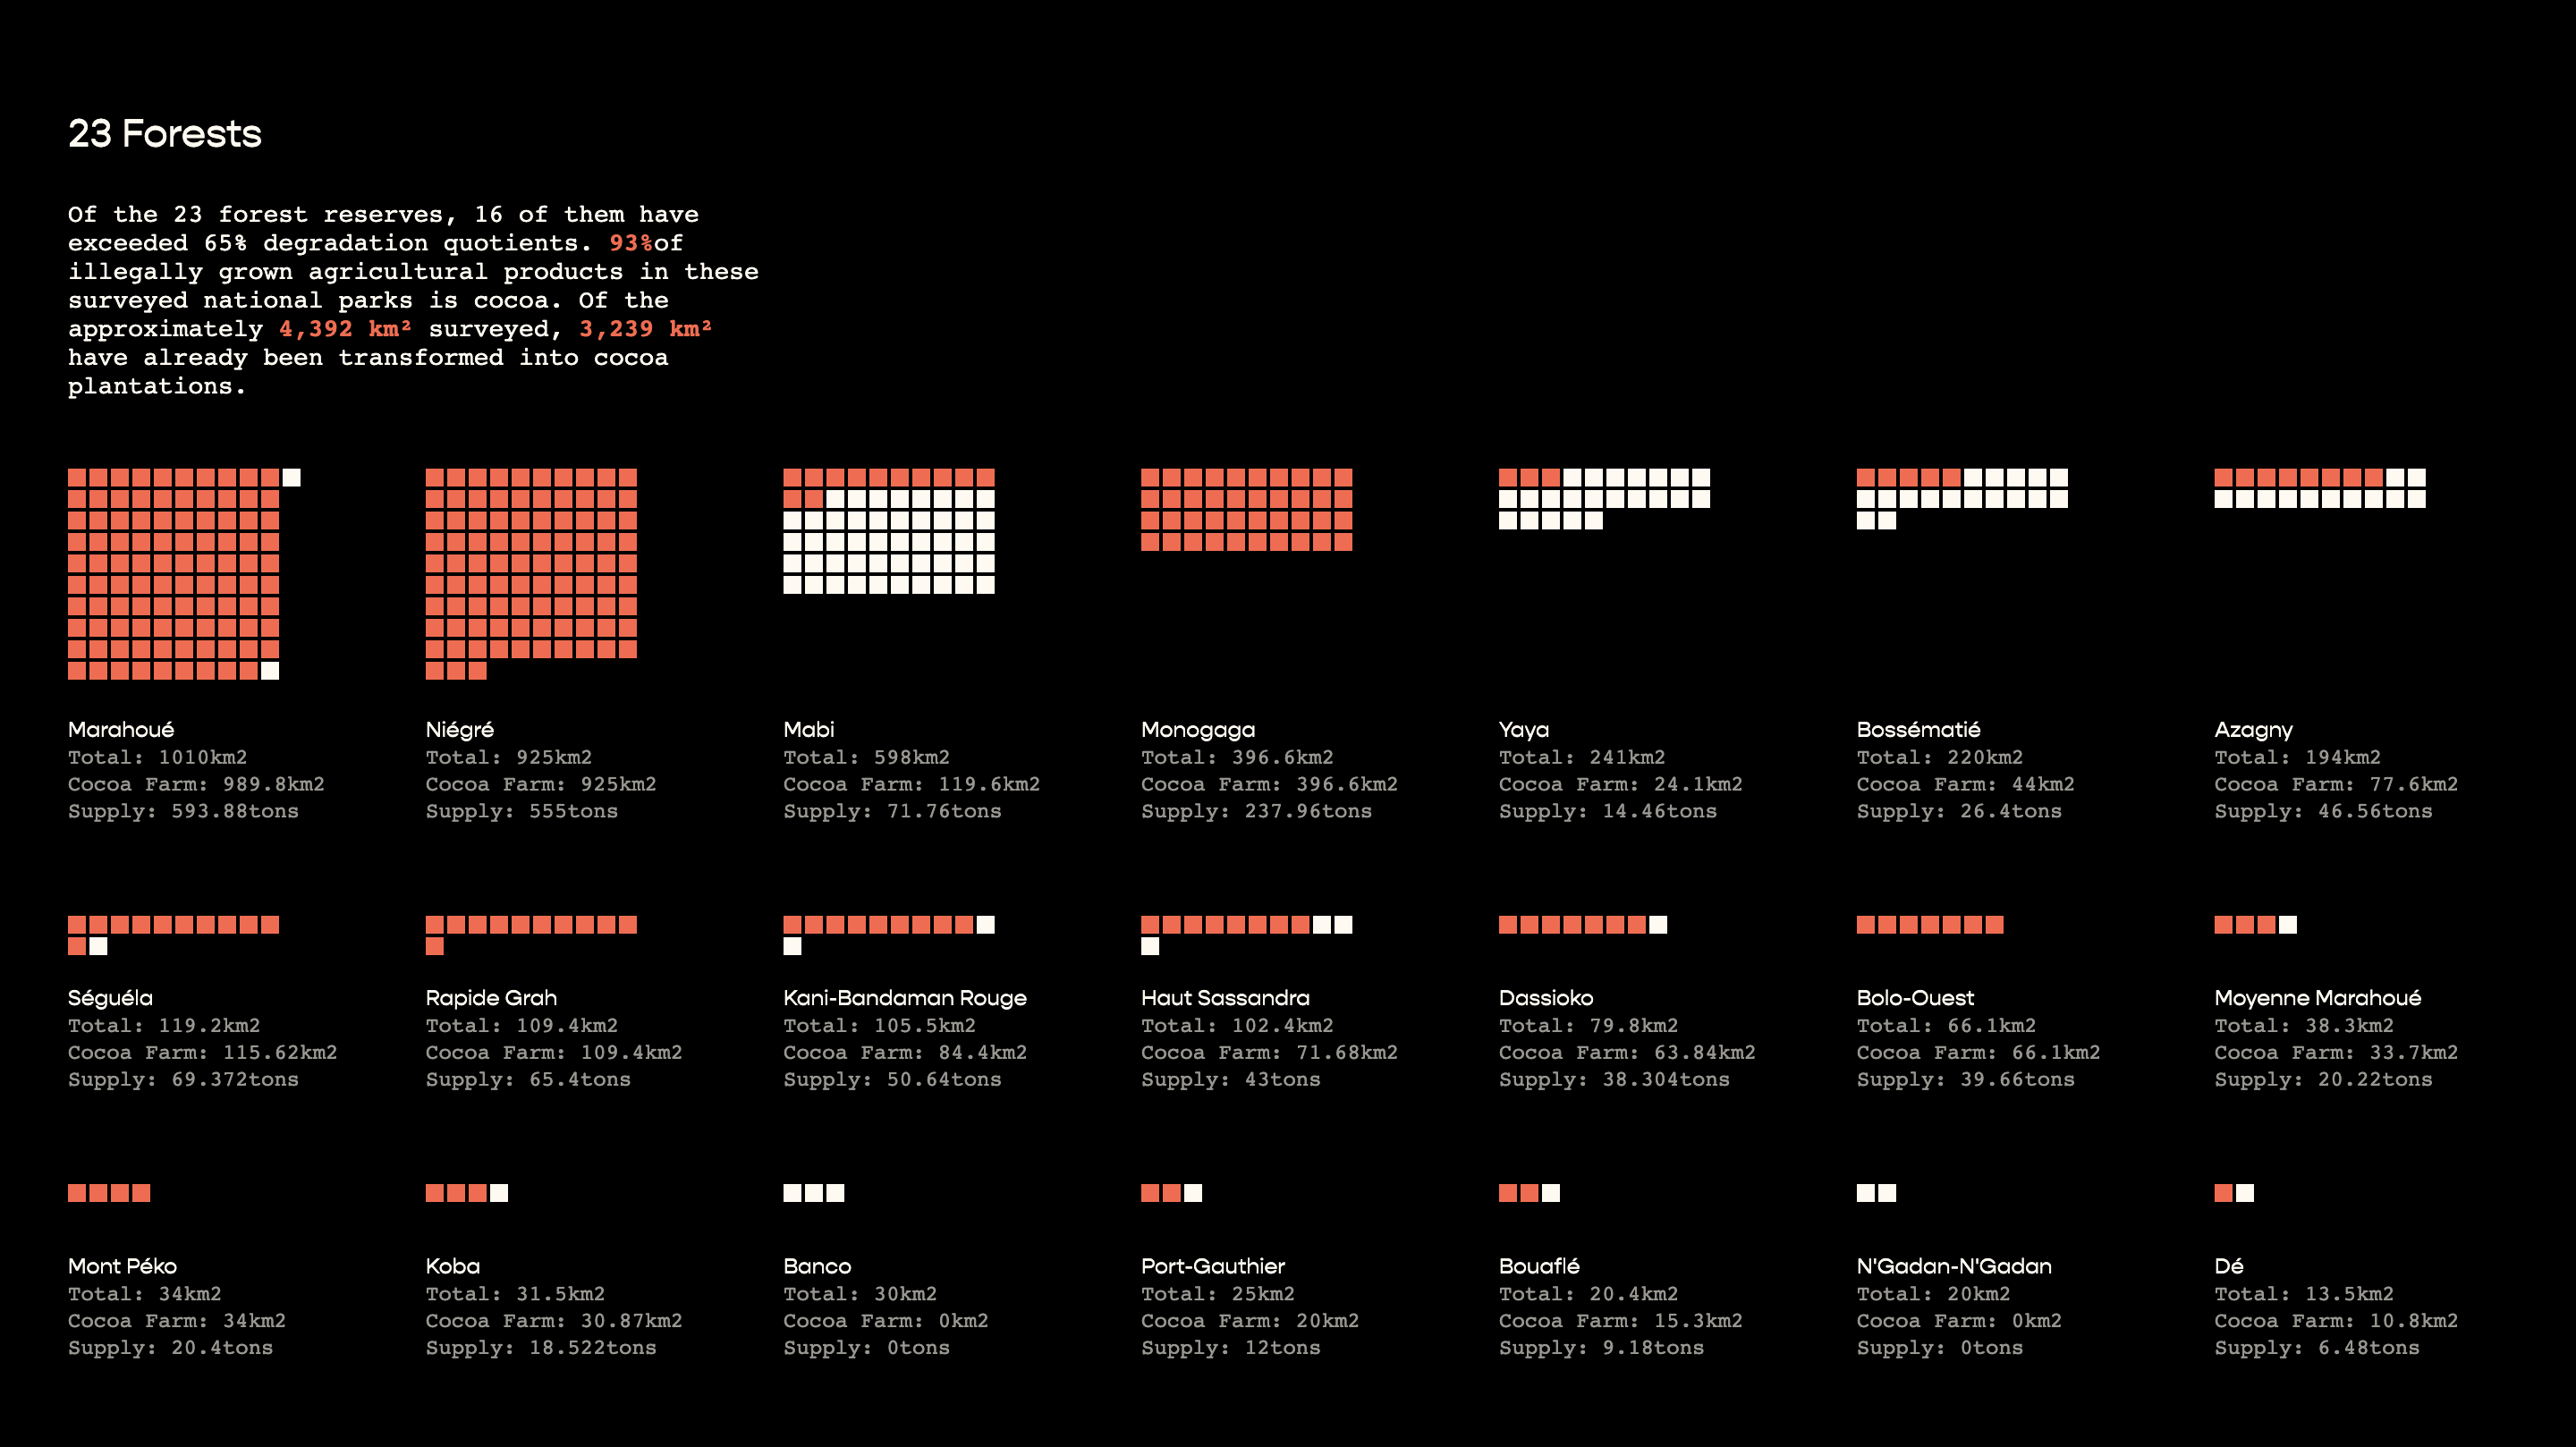 23 Forests
Of the 23 forest reserves, 16 of them have
exceeded 65% degradation quotients. 93%of
illegally grown agricultural products in these
surveyed national parks is cocoa. Of the
approximately 4,392 km² surveyed, 3,239 km²
have already been transformed into cocoa
plantations.
Marahoué
Total: 1010km2
Cocoa Farm: 989.8km2
Supply: 593.88tons
Niégré
Total: 925km2
Cocoa Farm: 925km2
Supply: 555tons
Mabi
Total: 598km2
Cocoa Farm: 119.6km2
Supply: 71.76tons
Monogaga
Total: 396.6km2
Cocoa Farm: 396.6km2
Supply: 237.96tons
Yaya
Total: 241km2
Cocoa Farm: 24.1km2
Supply: 14.46tons
Bossématié
Total: 220km2
Cocoa Farm: 44km2
Supply: 26.4tons
Azagny
Total: 194km2
Cocoa Farm: 77.6km2
Supply: 46.56tons
Séguéla
Total: 119.2km2
Cocoa Farm: 115.62km2
Supply: 69.372tons
Rapide Grah
Total: 109.4km2
Cocoa Farm: 109.4km2
Supply: 65.4tons
Kani-Bandaman Rouge
Total: 105.5km2
Cocoa Farm: 84.4km2
Supply: 50.64tons
Haut Sassandra
Total: 102.4km2
Cocoa Farm: 71.68km2
Supply: 43tons
Dassioko
Total: 79.8km2
Cocoa Farm: 63.84km2
Supply: 38.304tons
Bolo-Ouest
Total: 66.1km2
Cocoa Farm: 66.1km2
Supply: 39.66tons
Moyenne Marahoué
Total: 38.3km2
Cocoa Farm: 33.7km2
Supply: 20.22tons
Mont Péko
Total: 34km2
Cocoa Farm: 34km2
Supply: 20.4tons
Koba
Total: 31.5km2
Cocoa Farm: 30.87km2
Supply: 18.522tons
Banco
Total: 30km2
Cocoa Farm: 0km2
Supply: 0tons
Port-Gauthier
Total: 25km2
Cocoa Farm: 20km2
Supply: 12tons
Bouaflé
Total: 20.4km2
Cocoa Farm: 15.3km2
Supply: 9.18tons
N'Gadan-N'Gadan
Total: 20km2
Cocoa Farm: 0km2
Supply: 0tons
Dé
Total: 13.5km2
Cocoa Farm: 10.8km2
Supply: 6.48tons